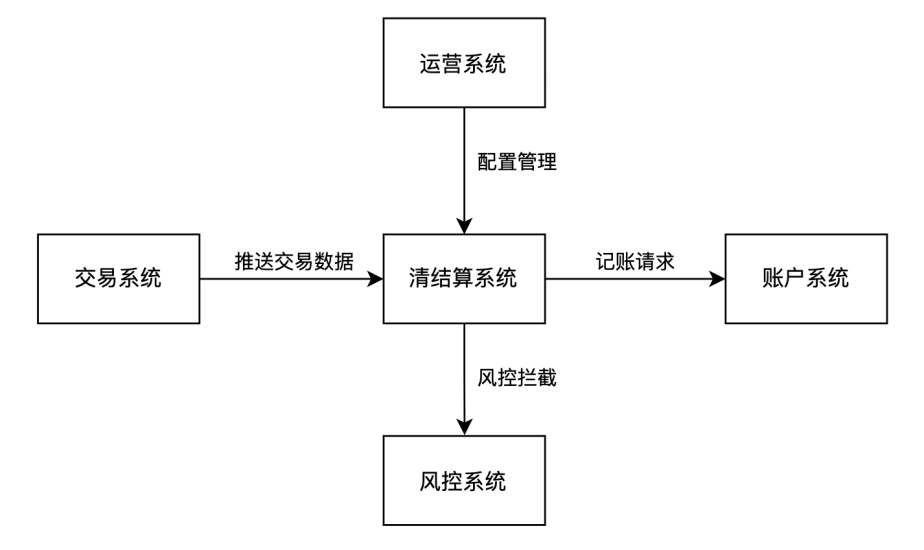 运营系统
配置管理
交易系统
推送交易数据
清结算系统
记账请求
账户系统
风控拦截
风控系统